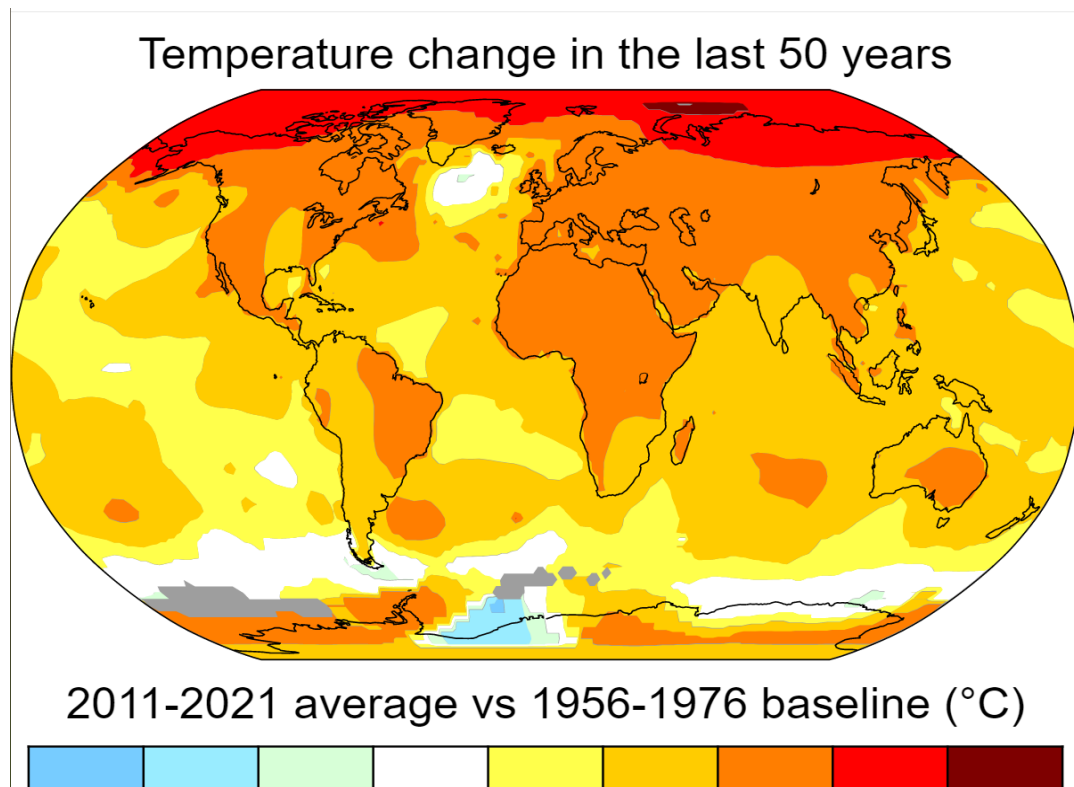 Temperature change in the last 50 years
2011-2021 average vs 1956-1976 baseline (°C)